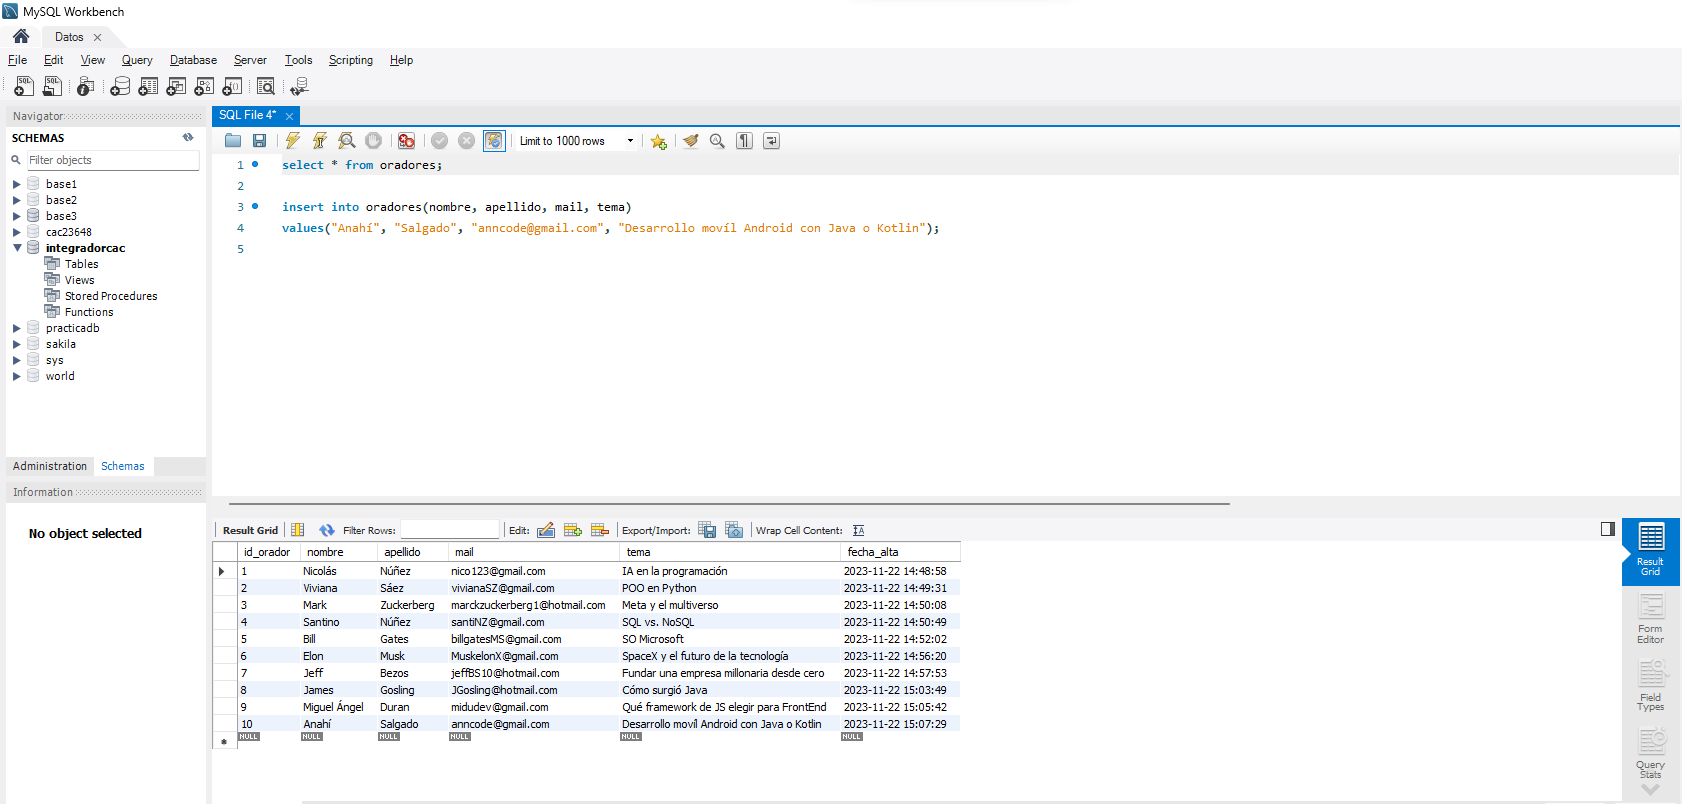 MySQL Workbench
Datos
File Edit View Query Database Server Tools Scripting Help
Navigator
SCHEMAS
Filter objects
base1
base2
base3
cac23648
integradorcac
Tables
Views
Stored Procedures
Functions
practicadb
sakila
sys
world
Administration Schemas
Information
No object selected
SQL File 4*
Limit to 1000 rows
1 select * from oradores;
2
3 insert into oradores(nombre, apellido, mail, tema)
4 values("Anahí", "Salgado", "anncode@gmail.com", "Desarrollo movíl Android con Java o Kotlin");
5
Result Grid Filter Rows: Edit: Export/Import: Wrap Cell Content:
id_orador nombre apellido mail tema fecha_alta
1 Nicolás Núñez nico123@gmail.com IA en la programación 2023-11-22 14:48:58
2 Viviana Sáez vivianaSZ@gmail.com POO en Python 2023-11-22 14:49:31
3 Mark Zuckerberg marckzuckerberg1@hotmail.com Meta y el multiverso 2023-11-22 14:50:08
4 Santino Núñez santiNZ@gmail.com SQL vs. NoSQL 2023-11-22 14:50:49
5 Bill Gates billgatesMS@gmail.com SO Microsoft 2023-11-22 14:52:02
6 Elon Musk MuskelonX@gmail.com SpaceX y el futuro de la tecnología 2023-11-22 14:56:20
7 Jeff Bezos jeffBS10@hotmail.com Fundar una empresa millonaria desde cero 2023-11-22 14:57:53
8 James Gosling JGosling@hotmail.com Cómo surgió Java 2023-11-22 15:03:49
9 Miguel Ángel Duran midudev@gmail.com Qué framework de JS elegir para FrontEnd 2023-11-22 15:05:42
10 Anahí Salgado anncode@gmail.com Desarrollo movíl Android con Java o Kotlin 2023-11-22 15:07:29
NULL NULL NULL NULL NULL NULL
Result
Grid
Form
Editor
Field
Types
Query
Stats